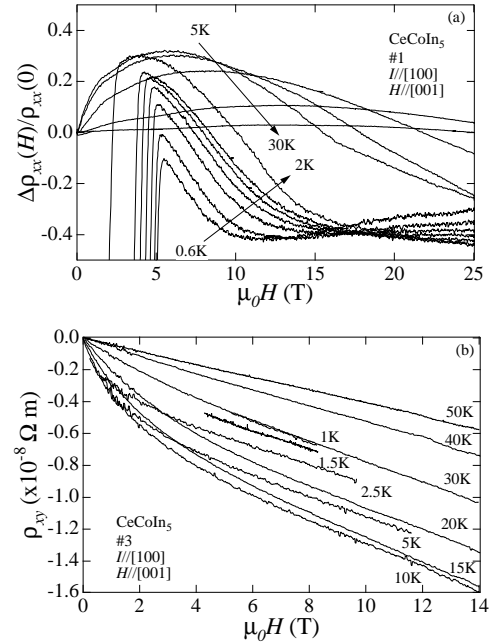 (a)
0.4
0.2
0.0
-0.2
-0.4
Δρxx(H)/ρxx(0)
5K
30K
2K
0.6K
CeCoIn5
#1
I//[100]
H//[001]
0 5 10 15 20 25
μ0H (T)
(b)
0.0
-0.2
-0.4
-0.6
-0.8
-1.0
-1.2
-1.4
-1.6
ρxy (x10-8 Ω m)
50K
40K
1K
1.5K
30K
2.5K
20K
5K
15K
10K
CeCoIn5
#3
I//[100]
H//[001]
0 2 4 6 8 10 12 14
μ0H (T)